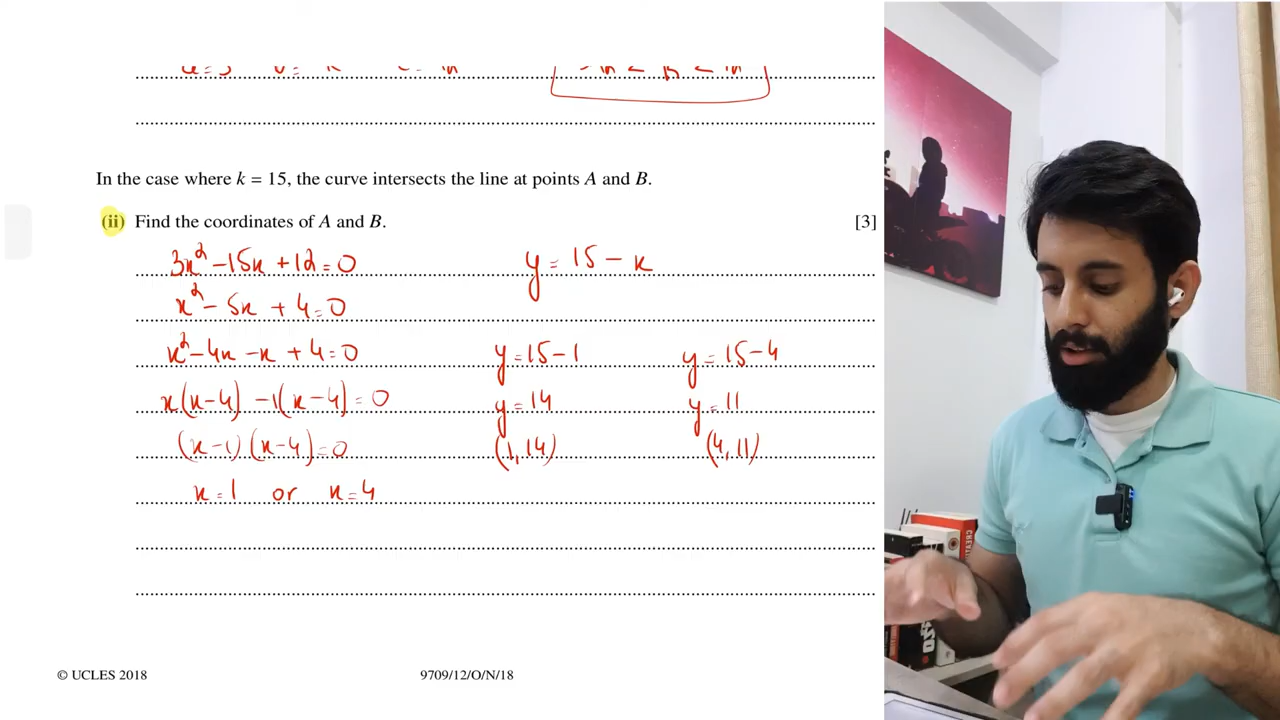 In the case where k = 15, the curve intersects the line at points A and B.
(ii) Find the coordinates of A and B. [3]
3x² - 15x + 12 = 0 y = 15 - x
x² - 5x + 4 = 0
x² - 4x - x + 4 = 0 y = 15 - 1 y = 15 - 4
x(x-4) -1(x-4) = 0 y = 14 y = 11
(x-1)(x-4) = 0 (1, 14) (4, 11)
x = 1 or x = 4
© UCLES 2018 9709/12/O/N/18